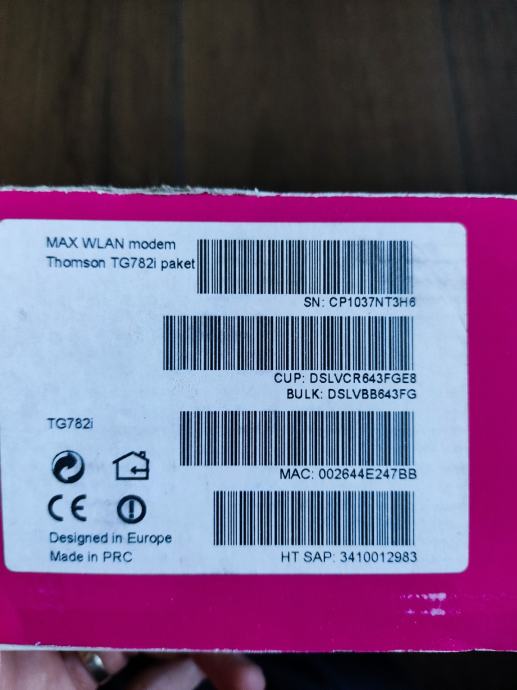 MAX WLAN modem
Thomson TG782i paket
SN: CP1037NT3H6
CUP: DSLVCR643FGE8
BULK: DSLVBB643FG
TG782i
MAC: 002644E247BB
CE
Designed in Europe
Made in PRC
HT SAP: 3410012983